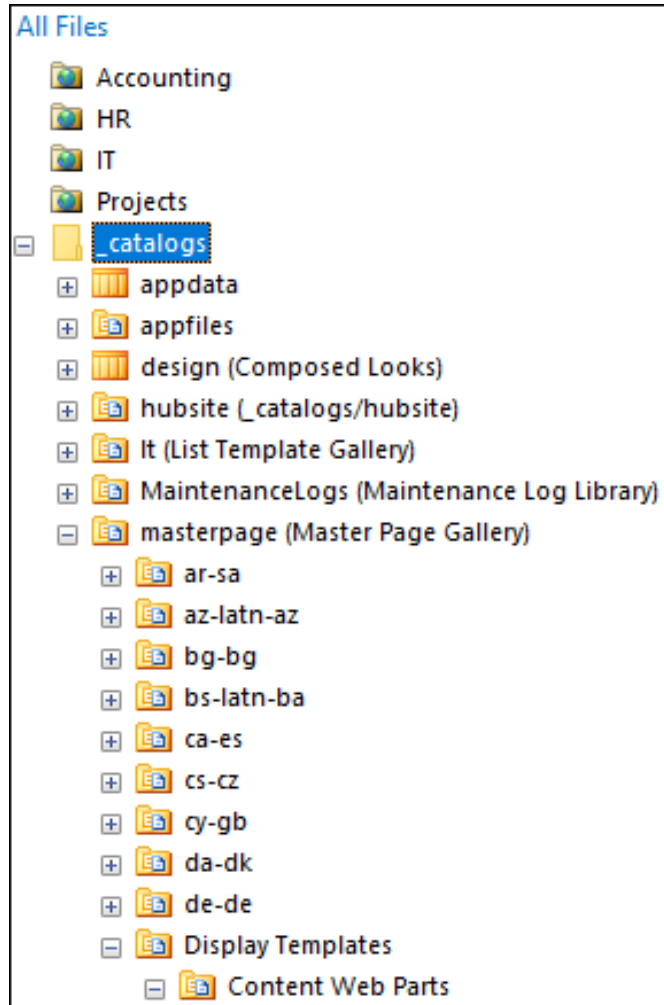 All Files
Accounting
HR
IT
Projects
_catalogs
appdata
appfiles
design (Composed Looks)
hubsite (_catalogs/hubsite)
lt (List Template Gallery)
MaintenanceLogs (Maintenance Log Library)
masterpage (Master Page Gallery)
ar-sa
az-latn-az
bg-bg
bs-latn-ba
ca-es
cs-cz
cy-gb
da-dk
de-de
Display Templates
Content Web Parts